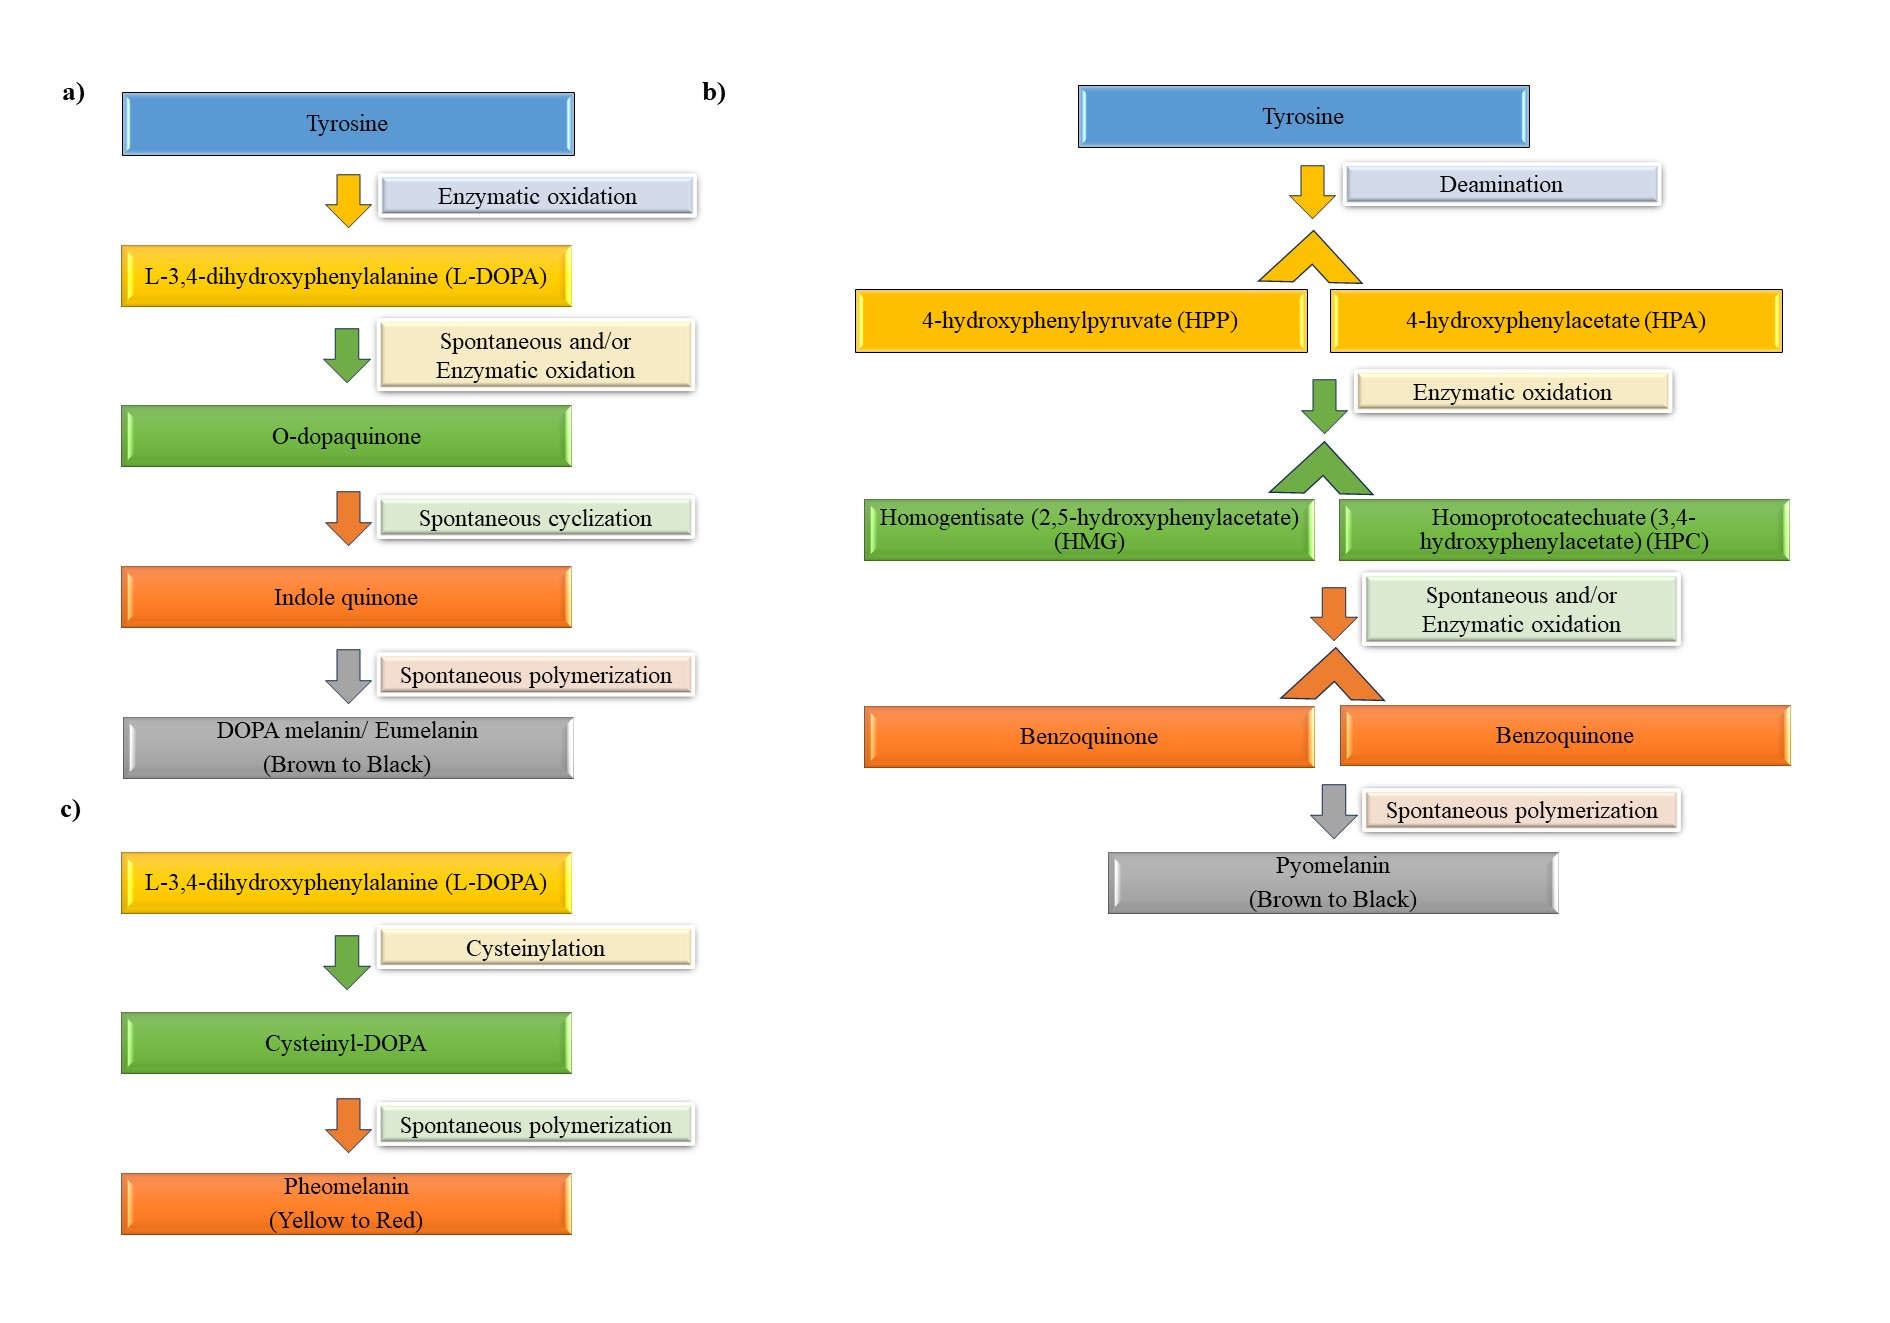 a)
Tyrosine
Enzymatic oxidation
L-3,4-dihydroxyphenylalanine (L-DOPA)
Spontaneous and/or
Enzymatic oxidation
O-dopaquinone
Spontaneous cyclization
Indole quinone
Spontaneous polymerization
DOPA melanin/ Eumelanin
(Brown to Black)
b)
Tyrosine
Deamination
4-hydroxyphenylpyruvate (HPP)
4-hydroxyphenylacetate (HPA)
Enzymatic oxidation
Homogentisate (2,5-hydroxyphenylacetate)
(HMG)
Homoprotocatechuate (3,4-
hydroxyphenylacetate) (HPC)
Spontaneous and/or
Enzymatic oxidation
Benzoquinone
Benzoquinone
Spontaneous polymerization
Pyomelanin
(Brown to Black)
c)
L-3,4-dihydroxyphenylalanine (L-DOPA)
Cysteinylation
Cysteinyl-DOPA
Spontaneous polymerization
Pheomelanin
(Yellow to Red)